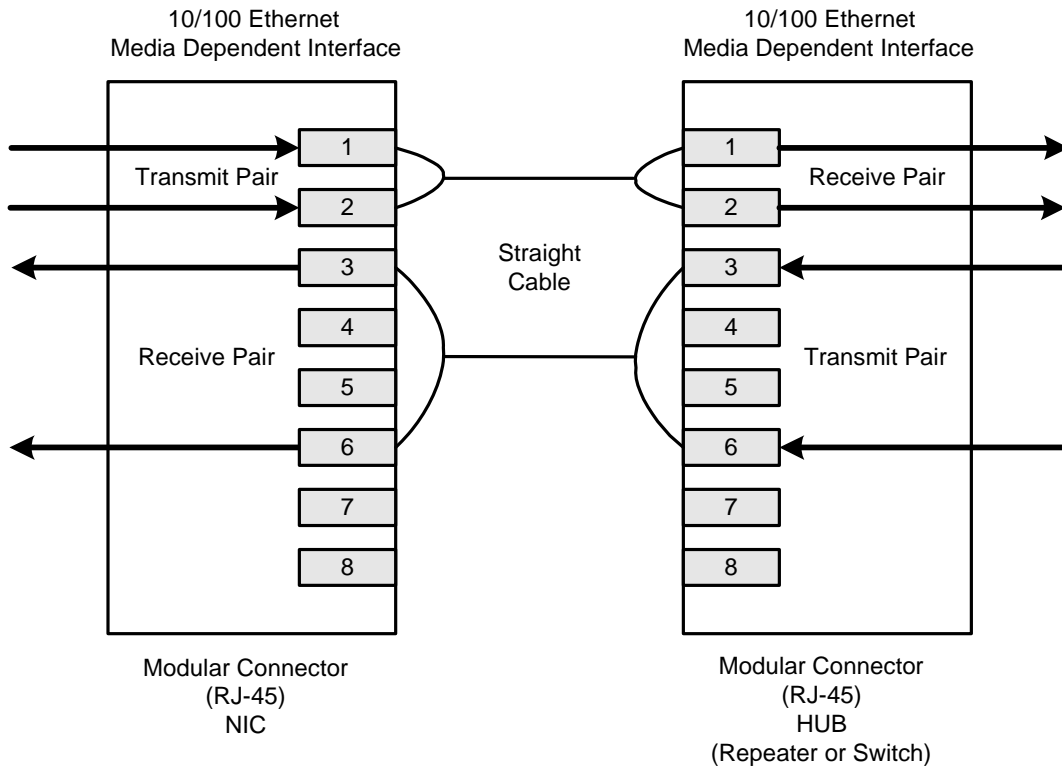 10/100 Ethernet
Media Dependent Interface
10/100 Ethernet
Media Dependent Interface
1
Transmit Pair
2
3
4
Receive Pair
5
6
7
8
Straight
Cable
1
Receive Pair
2
3
4
Transmit Pair
5
6
7
8
Modular Connector
(RJ-45)
NIC
Modular Connector
(RJ-45)
HUB
(Repeater or Switch)